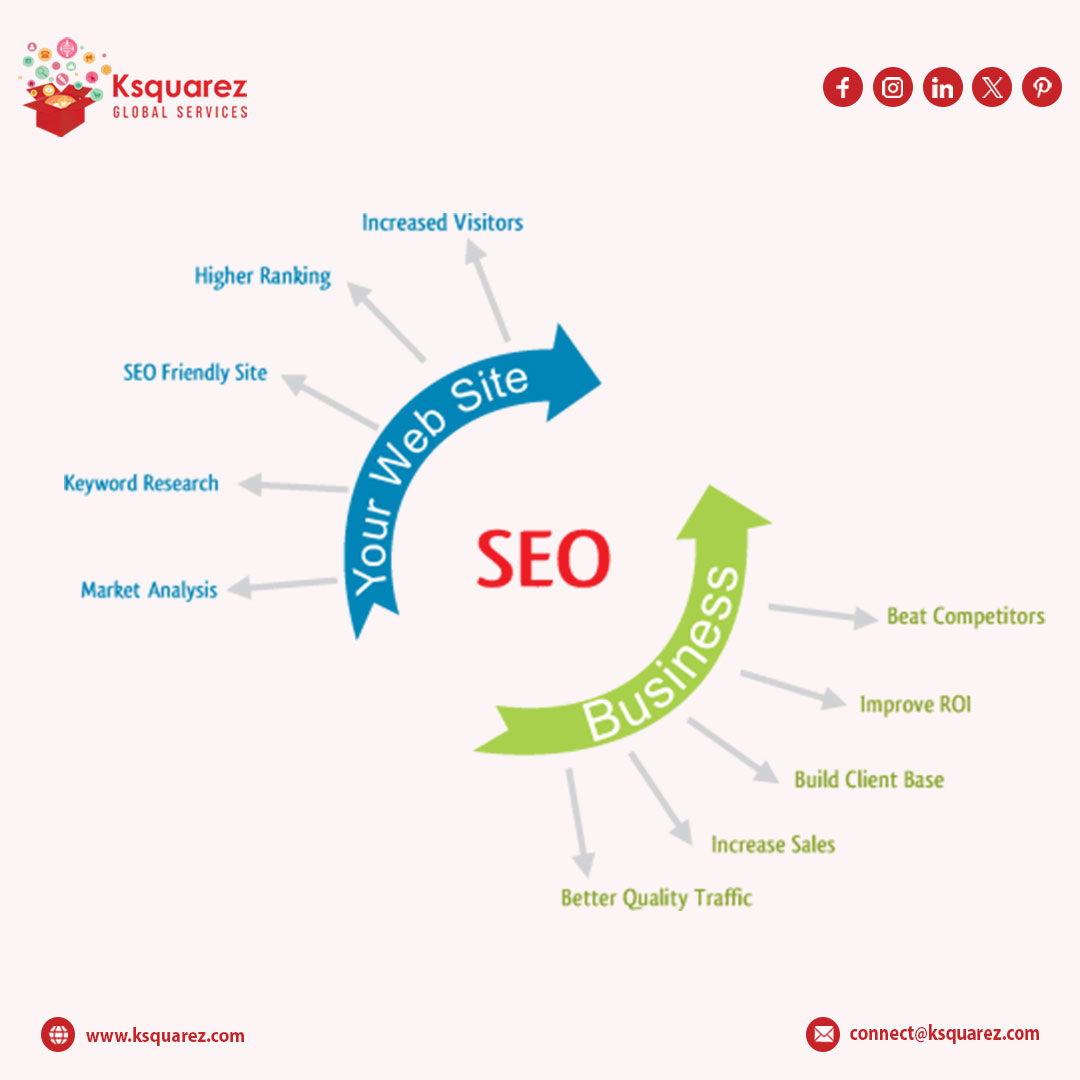 Ksquarez
GLOBAL SERVICES
Increased Visitors
Higher Ranking
SEO Friendly Site
Keyword Research
Market Analysis
Your Web Site
SEO
Business
Beat Competitors
Improve ROI
Build Client Base
Increase Sales
Better Quality Traffic
www.ksquarez.com
connect@ksquarez.com